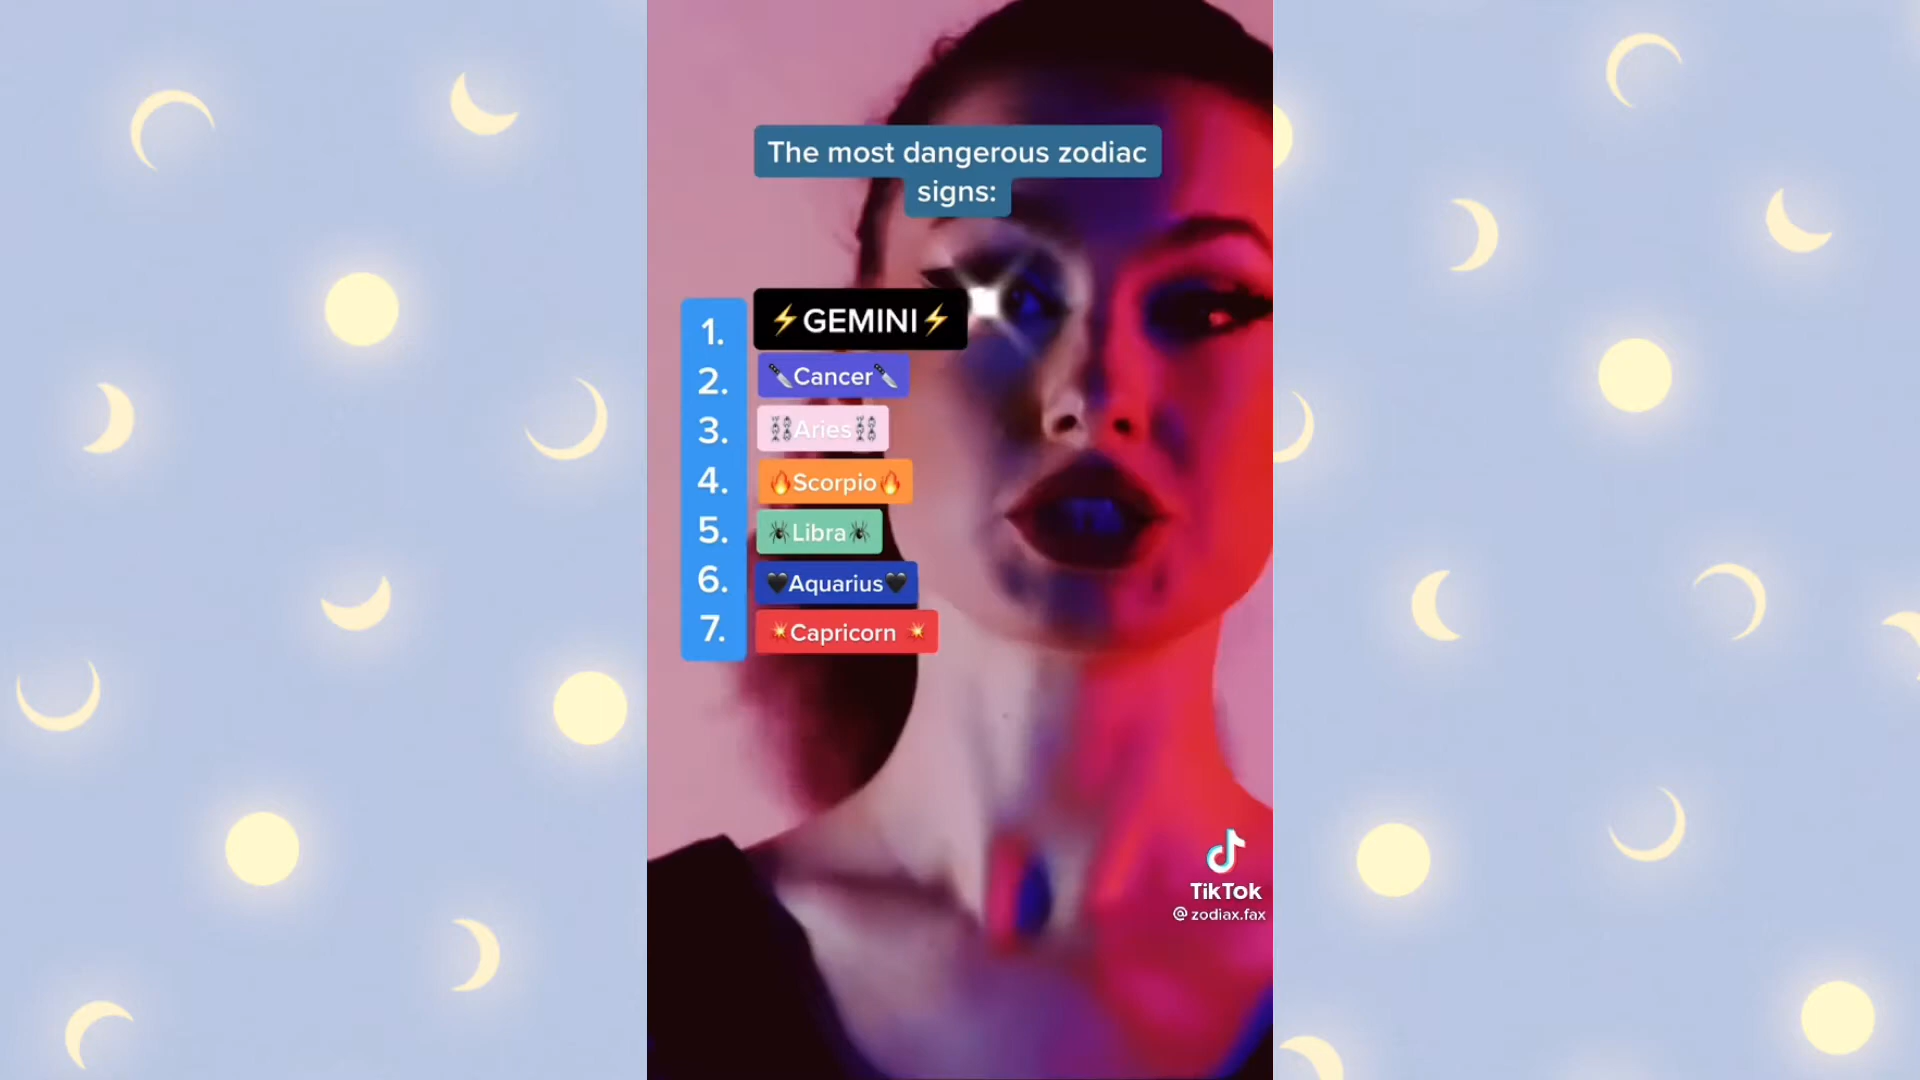 The most dangerous zodiac
signs:
1. ⚡GEMINI⚡
2. 🔪Cancer🔪
3. ⛓Aries⛓
4. 🔥Scorpio🔥
5. 🕷Libra🕷
6. 🖤Aquarius🖤
7. 💥Capricorn 💥
TikTok
@ zodiax.fax